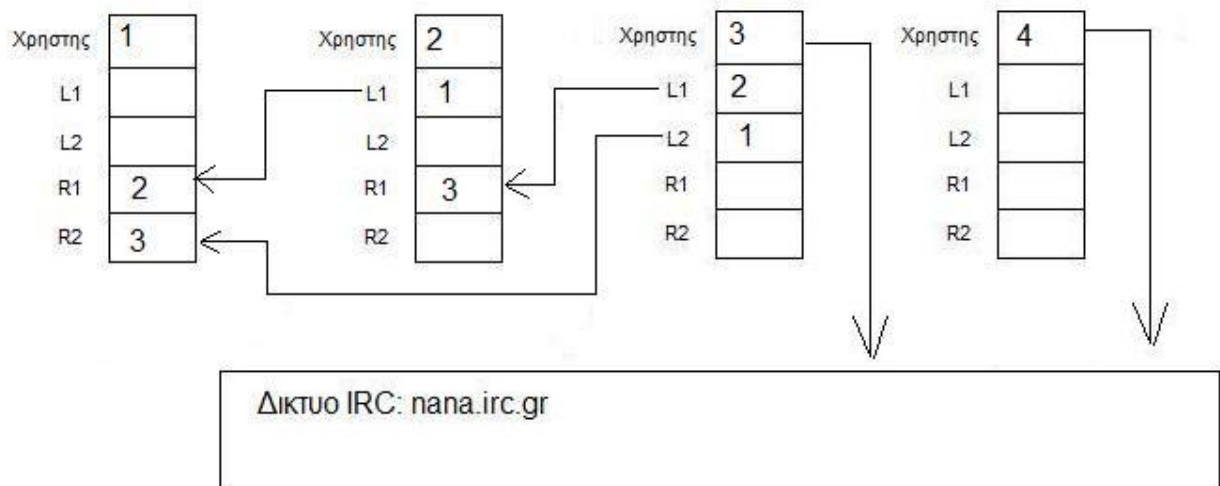 Χρηστης 1
L1
L2
R1 2
R2 3
Χρηστης 2
L1 1
L2
R1 3
R2
Χρηστης 3
L1 2
L2 1
R1
R2
Χρηστης 4
L1
L2
R1
R2
Δικτυο IRC: nana.irc.gr